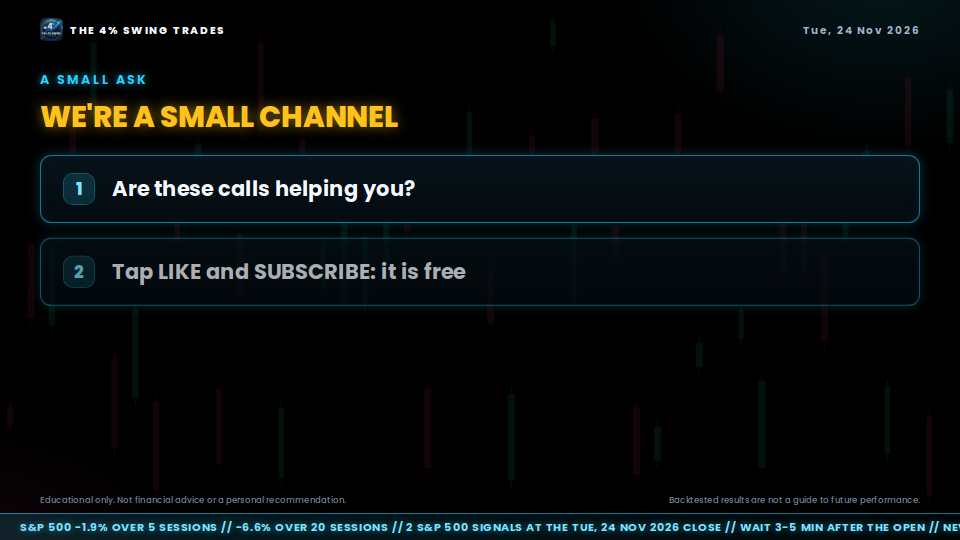 THE 4% SWING TRADES
Tue, 24 Nov 2026
A SMALL ASK
WE'RE A SMALL CHANNEL
1 Are these calls helping you?
2 Tap LIKE and SUBSCRIBE: it is free
Educational only. Not financial advice or a personal recommendation.
Backtested results are not a guide to future performance.
S&P 500 -1.9% OVER 5 SESSIONS // -6.6% OVER 20 SESSIONS // 2 S&P 500 SIGNALS AT THE TUE, 24 NOV 2026 CLOSE // WAIT 3-5 MIN AFTER THE OPEN //